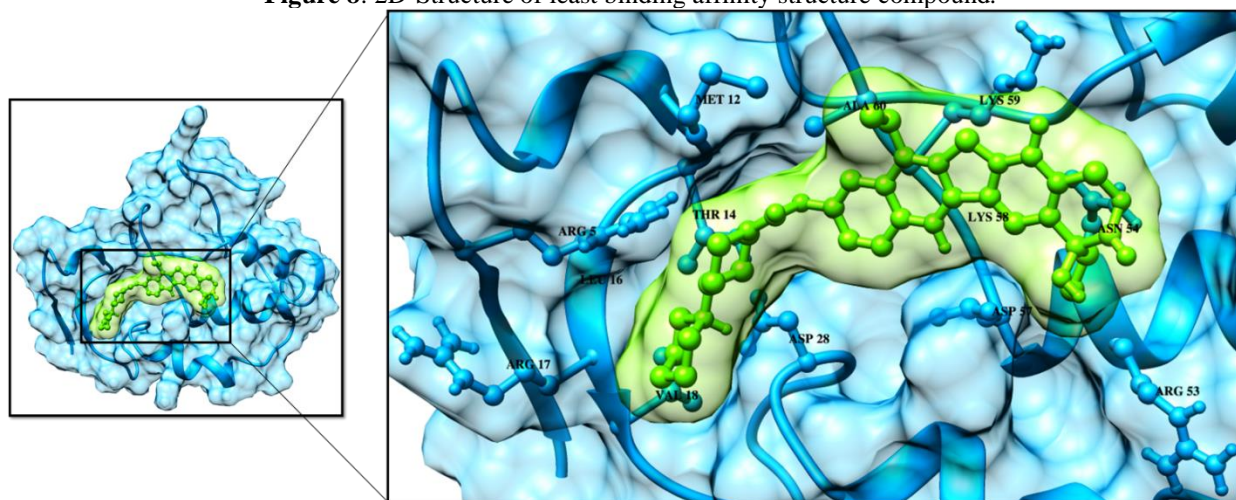 Figure 8: 2D Structure of least binding affinity structure compound.
MET 12
ALA 60
LYS 59
THR 14
ARG 5
LYS 58
ASN 54
LEU 16
ASP 57
ARG 17
ASP 28
VAL 18
ARG 53